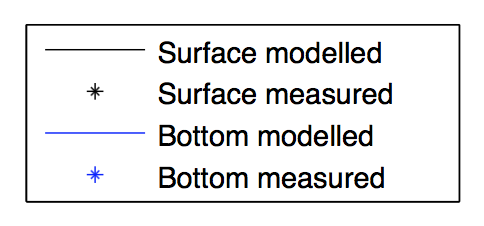 Surface modelled
Surface measured
Bottom modelled
Bottom measured